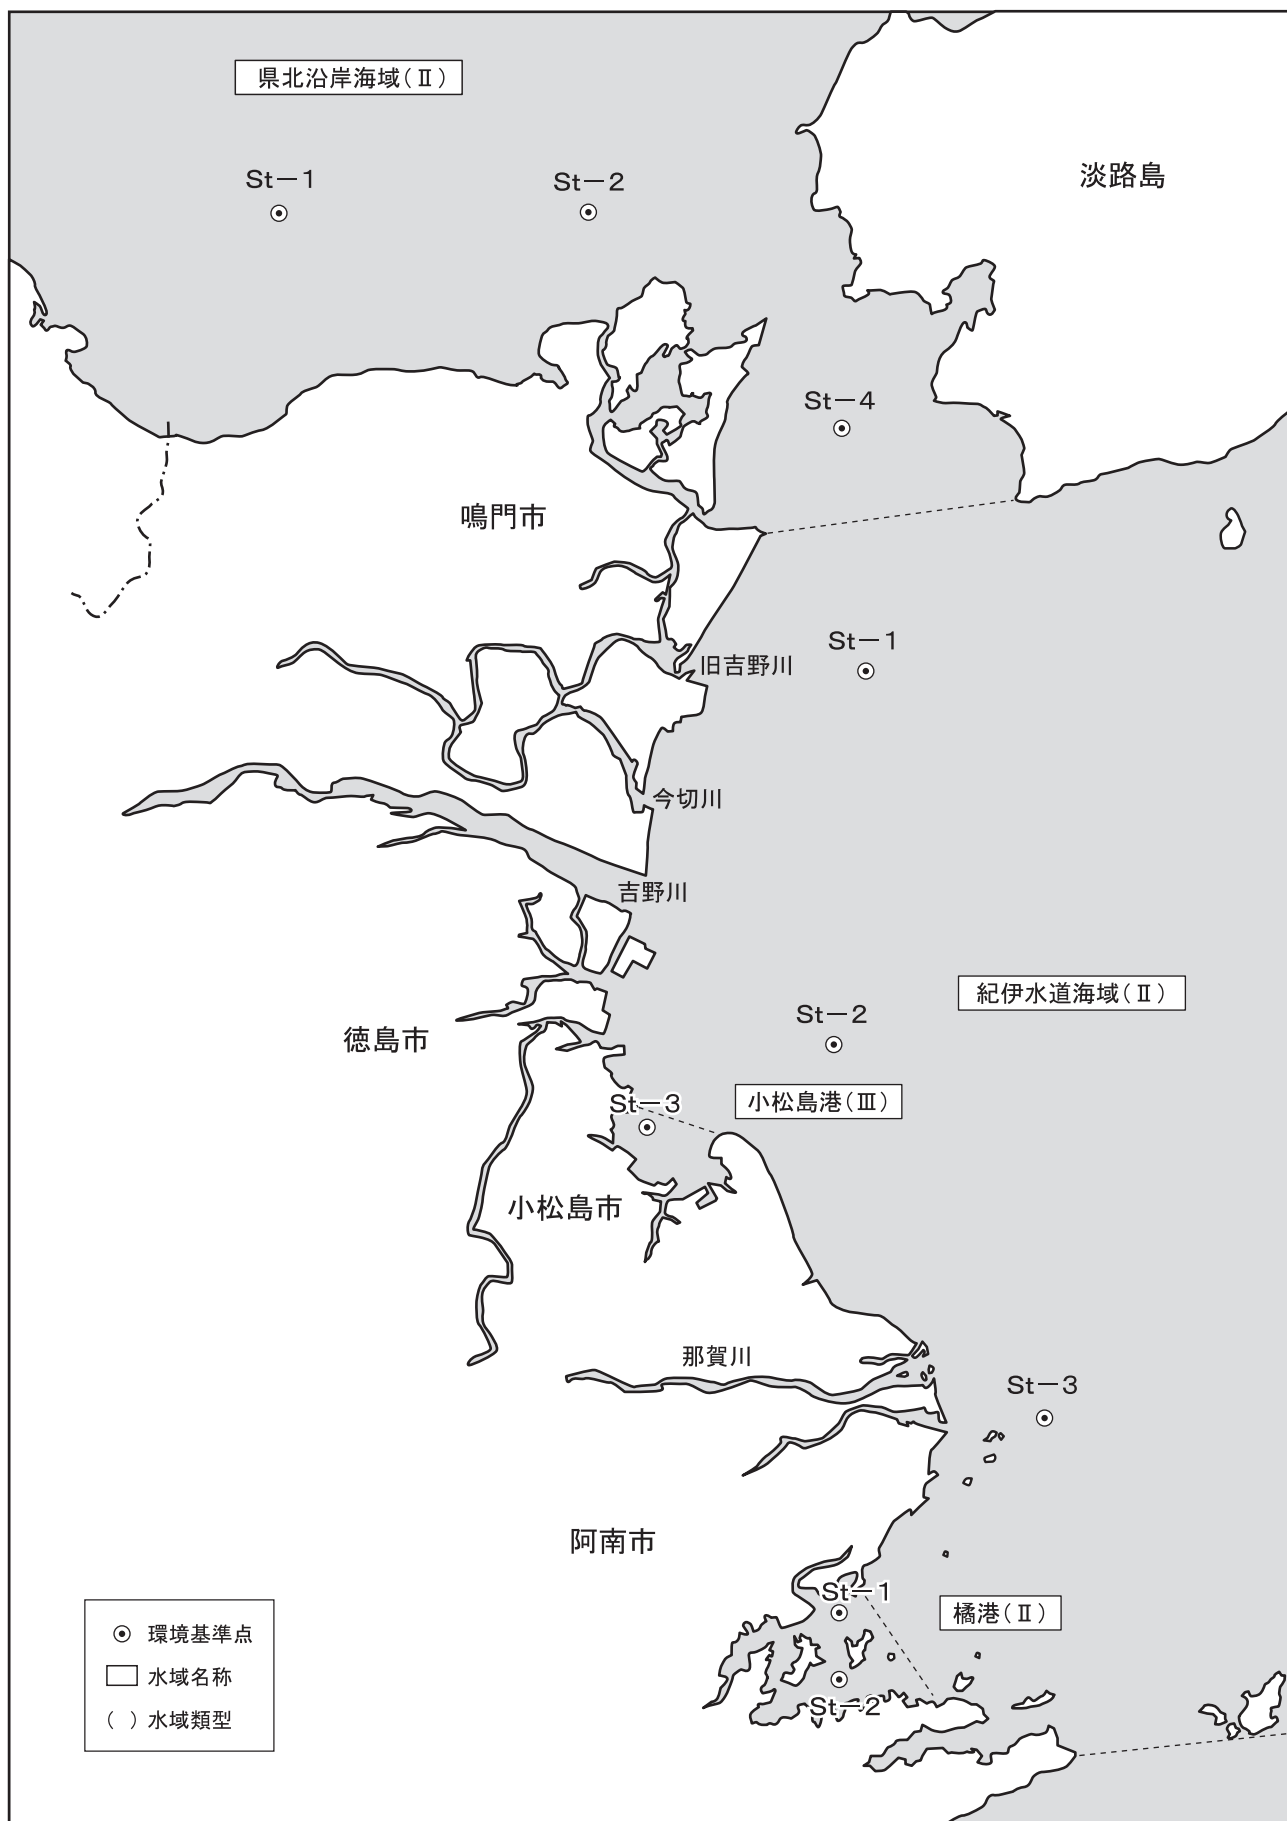 県北沿岸海域(Ⅱ)
淡路島
St－1
St－2
St－4
鳴門市
St－1
旧吉野川
今切川
吉野川
紀伊水道海域(Ⅱ)
St－2
徳島市
小松島港(Ⅲ)
St－3
小松島市
那賀川
St－3
阿南市
St－1
橘港(Ⅱ)
環境基準点
水域名称
St－2
( ) 水域類型